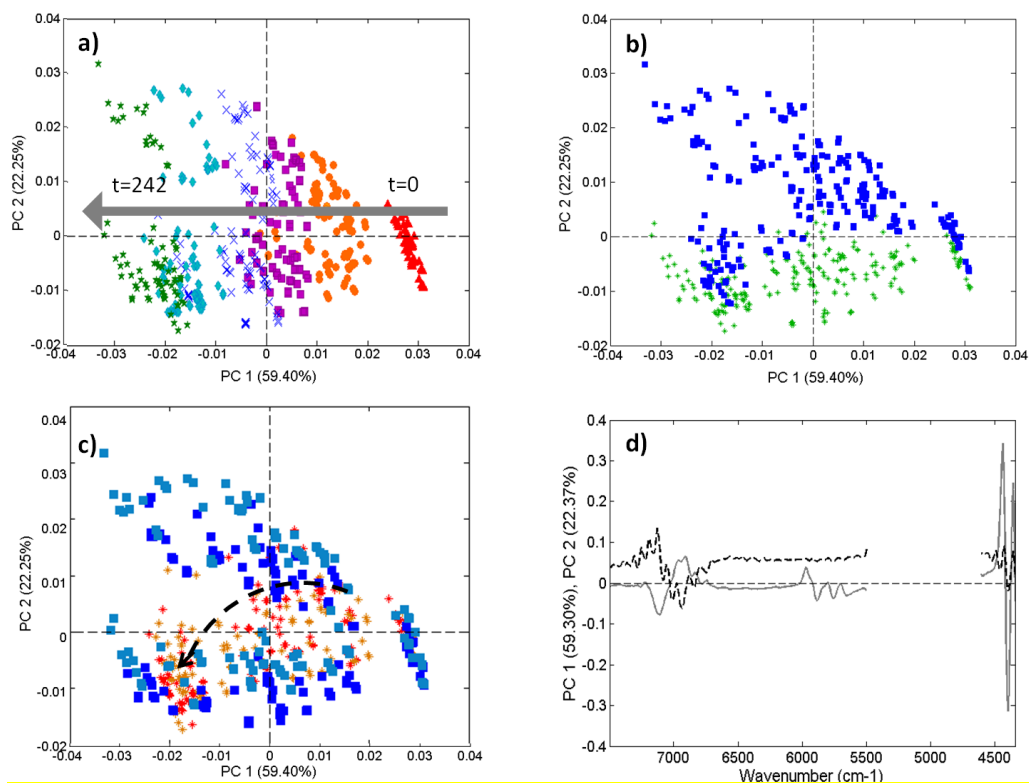 a)
t=242
t=0
0.04
0.03
0.02
0.01
0
-0.01
-0.02
PC 2 (22.25%)
-0.04 -0.03 -0.02 -0.01 0 0.01 0.02 0.03 0.04
PC 1 (59.40%)
b)
0.04
0.03
0.02
0.01
0
-0.01
-0.02
PC 2 (22.25%)
-0.04 -0.03 -0.02 -0.01 0 0.01 0.02 0.03 0.04
PC 1 (59.40%)
c)
0.04
0.03
0.02
0.01
0
-0.01
-0.02
PC 2 (22.25%)
-0.04 -0.03 -0.02 -0.01 0 0.01 0.02 0.03 0.04
PC 1 (59.40%)
d)
0.4
0.3
0.2
0.1
0
-0.1
-0.2
-0.3
-0.4
PC 1 (59.30%), PC 2 (22.37%)
7000 6500 6000 5500 5000 4500
Wavenumber (cm-1)